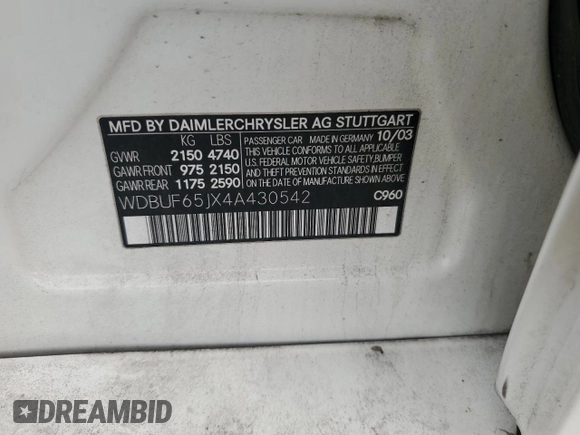 MFD BY DAIMLERCHRYSLER AG STUTTGART
KG LBS
GVWR 2150 4740
GAWR FRONT 975 2150
GAWR REAR 1175 2590
PASSENGER CAR MADE IN GERMANY 10/03
THIS VEHICLE CONFORMS TO ALL APPLICABLE
U.S. FEDERAL MOTOR VEHICLE SAFETY, BUMPER
AND THEFT PREVENTION STANDARDS IN EFFECT
ON THE DATE OF MANUFACTURE SHOWN ABOVE.
WDBUF65JX4A430542 C960
DREAMBID